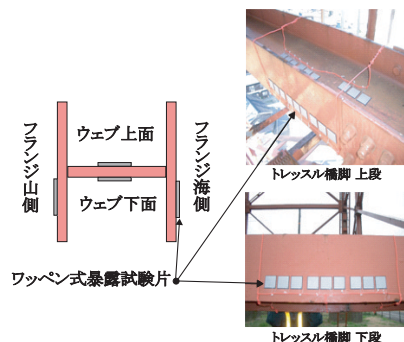 トレッスル橋脚 上段
フランジ山側
ウェブ上面
ウェブ下面
フランジ海側
ワッペン式暴露試験片
トレッスル橋脚 下段